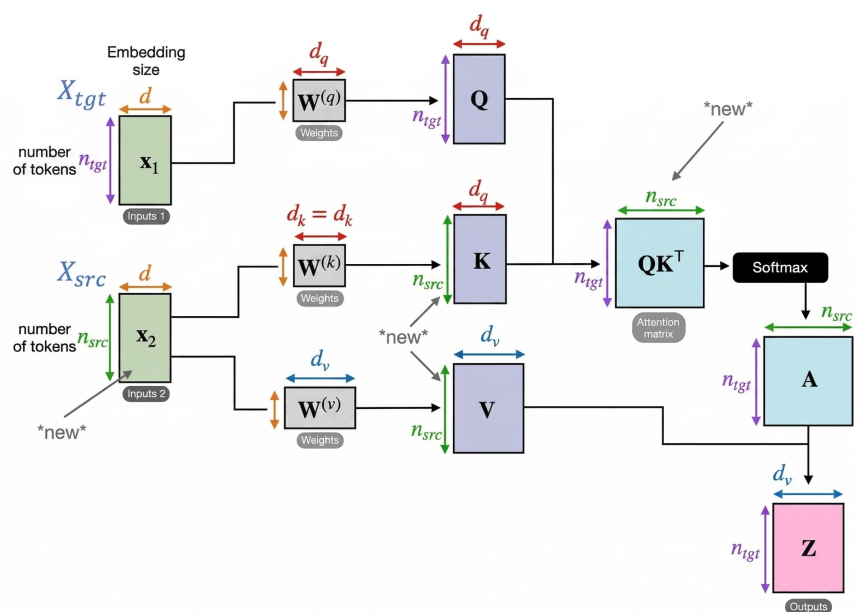 Embedding
size
X_tgt
d
number
of tokens
n_tgt
x_1
Inputs 1
d_q
W^(q)
Weights
d_q
n_tgt
Q
*new*
X_src
d
number
of tokens
n_src
x_2
Inputs 2
*new*
d_k = d_k
W^(k)
Weights
d_q
n_src
K
*new*
d_v
W^(v)
Weights
d_v
n_src
V
n_src
n_tgt
QK^T
Attention
matrix
Softmax
n_src
n_tgt
A
d_v
n_tgt
Z
Outputs